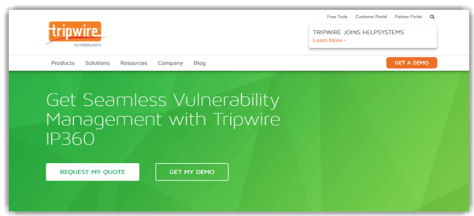 Free Tools Customer Portal Partner Portal
tripwire
by HelpSystems
TRIPWIRE JOINS HELPSYSTEMS
Learn More ›
Products Solutions Resources Company Blog
GET A DEMO
Get Seamless Vulnerability
Management with Tripwire
IP360
REQUEST MY QUOTE GET MY DEMO